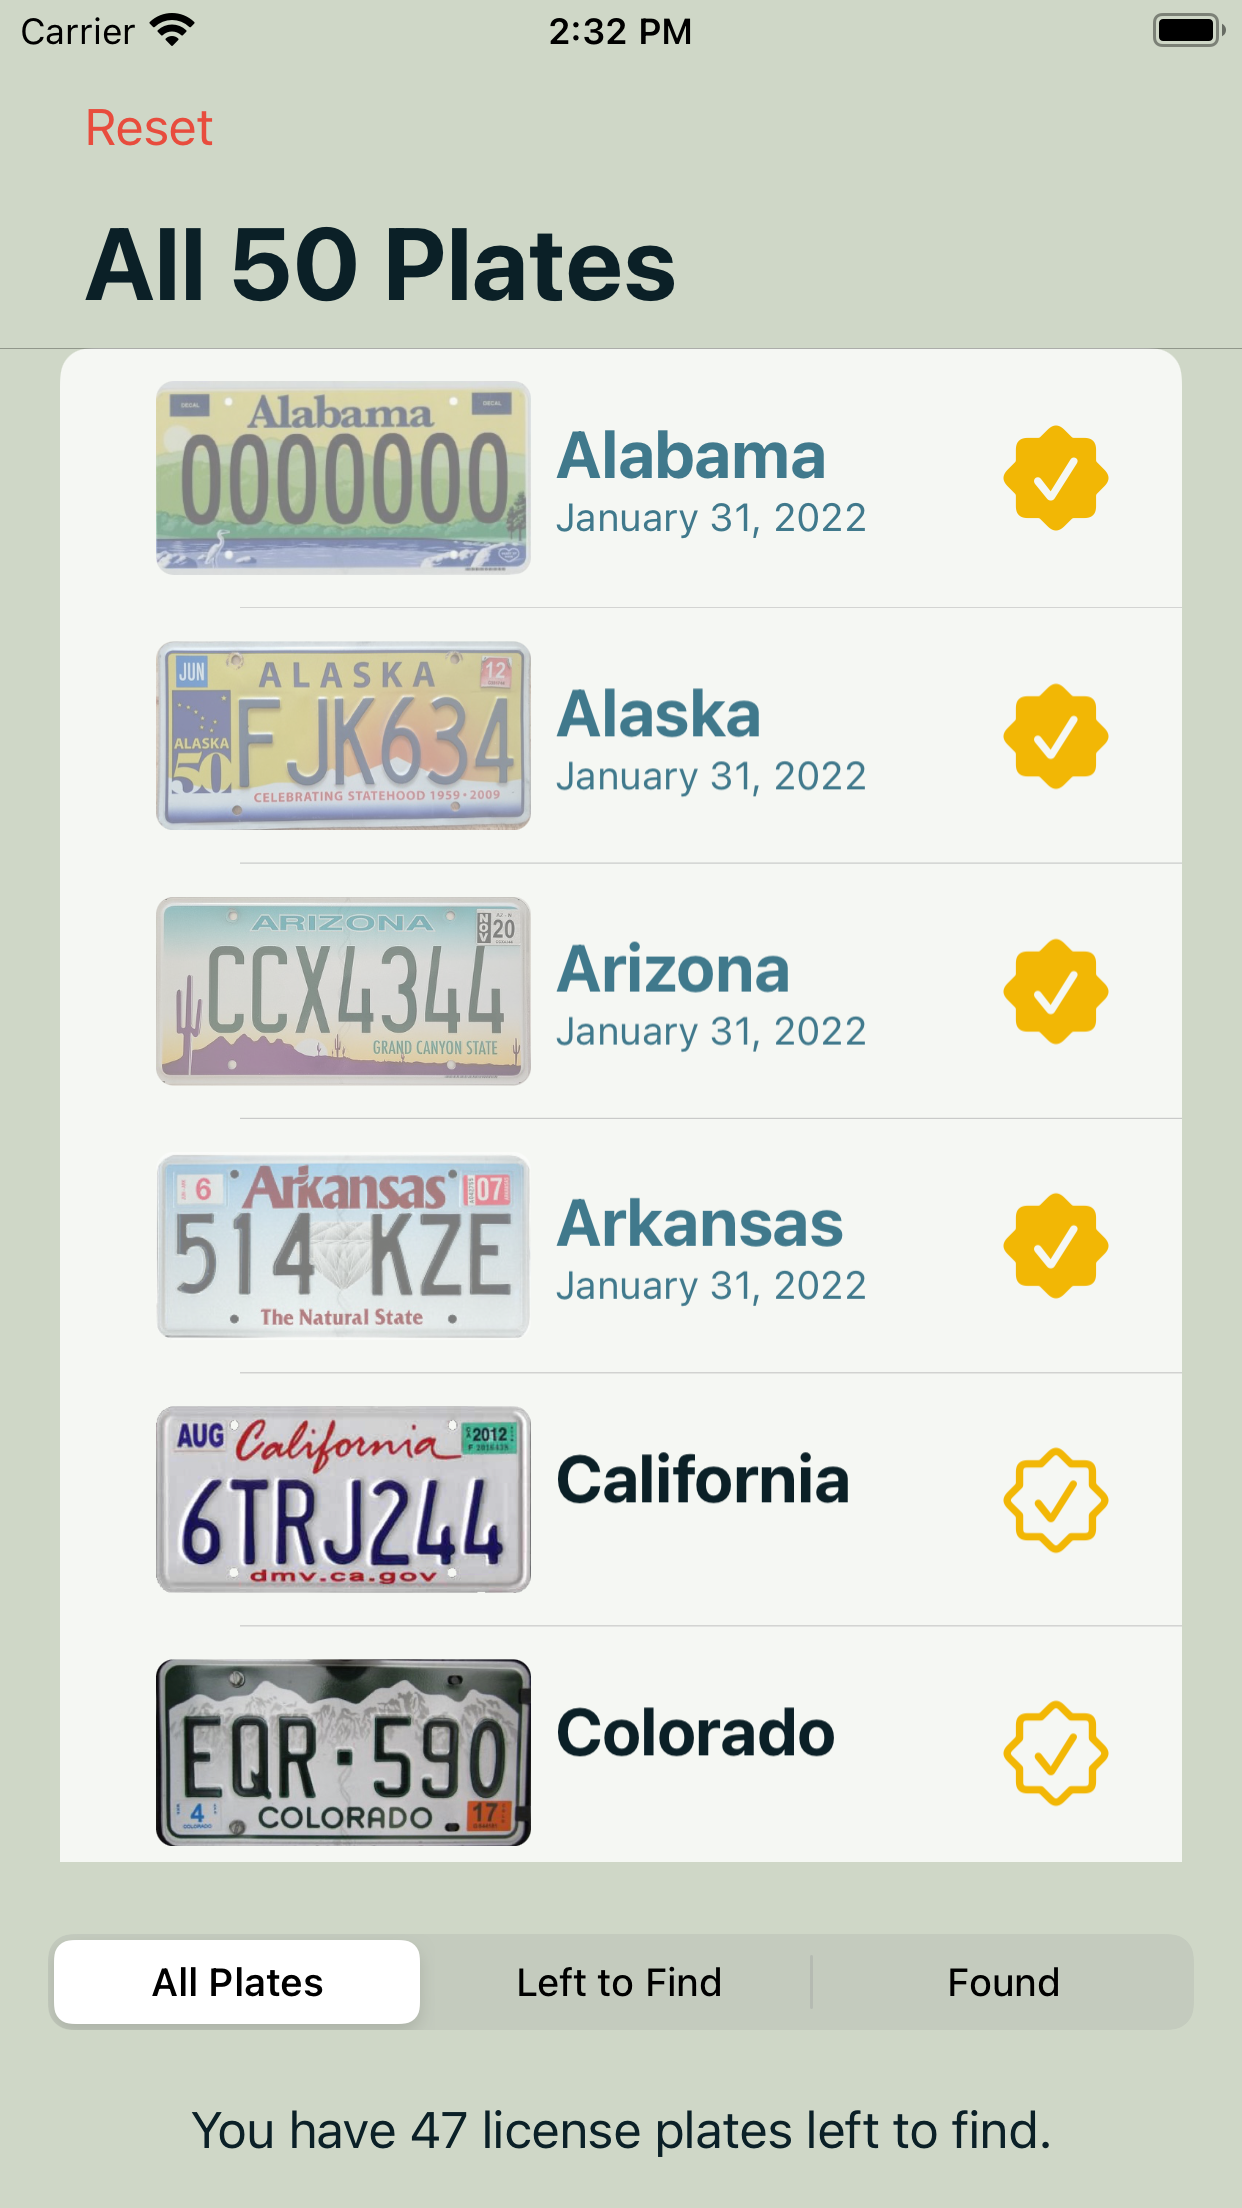 Carrier 2:32 PM
Reset
All 50 Plates
DECAL Alabama DECAL
0000000
Alabama
January 31, 2022
JUN ALASKA 12
FJK634
ALASKA
50
CELEBRATING STATEHOOD 1959•2009
Alaska
January 31, 2022
ARIZONA NOV 20
CCX4344
GRAND CANYON STATE
Arizona
January 31, 2022
6 Arkansas 07
514 KZE
The Natural State
Arkansas
January 31, 2022
AUG California 2012
6TRJ244
dmv.ca.gov
California
EQR·590
4 COLORADO 17
COLORADO
Colorado
All Plates Left to Find Found
You have 47 license plates left to find.